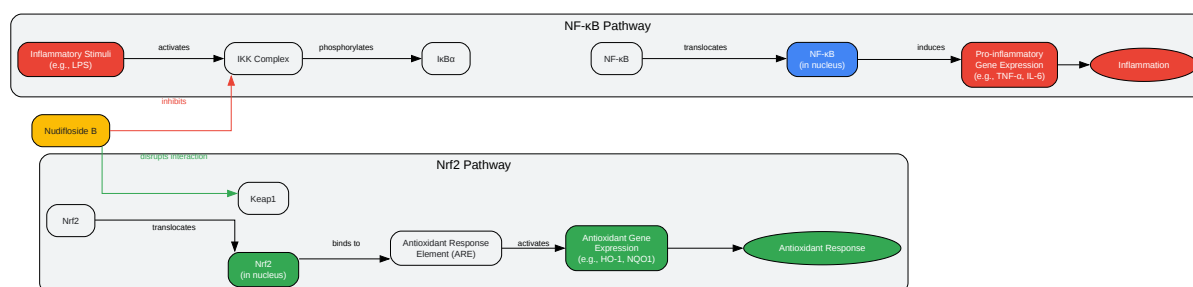 NF-κB Pathway
Inflammatory Stimuli
(e.g., LPS)
activates
IKK Complex
phosphorylates
IκBα
NF-κB
translocates
NF-κB
(in nucleus)
induces
Pro-inflammatory
Gene Expression
(e.g., TNF-α, IL-6)
Inflammation
inhibits
Nudifloside B
disrupts interaction
Nrf2 Pathway
Keap1
Nrf2
translocates
Nrf2
(in nucleus)
binds to
Antioxidant Response
Element (ARE)
activates
Antioxidant Gene
Expression
(e.g., HO-1, NQO1)
Antioxidant Response